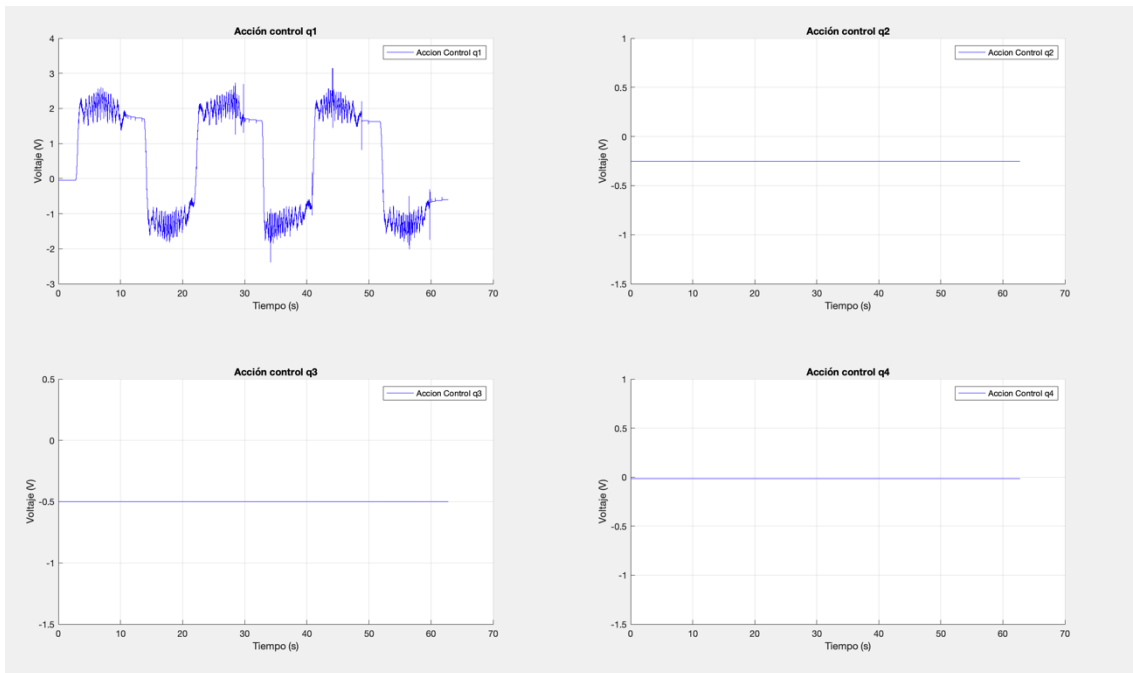 Acción control q1
4
3
2
1
0
-1
-2
-3
Voltaje (V)
Accion Control q1
0 10 20 30 40 50 60 70
Tiempo (s)
Acción control q2
1
0.5
0
-0.5
-1
-1.5
Voltaje (V)
Accion Control q2
0 10 20 30 40 50 60 70
Tiempo (s)
Acción control q3
0.5
0
-0.5
-1
-1.5
Voltaje (V)
Accion Control q3
0 10 20 30 40 50 60 70
Tiempo (s)
Acción control q4
1
0.5
0
-0.5
-1
-1.5
Voltaje (V)
Accion Control q4
0 10 20 30 40 50 60 70
Tiempo (s)